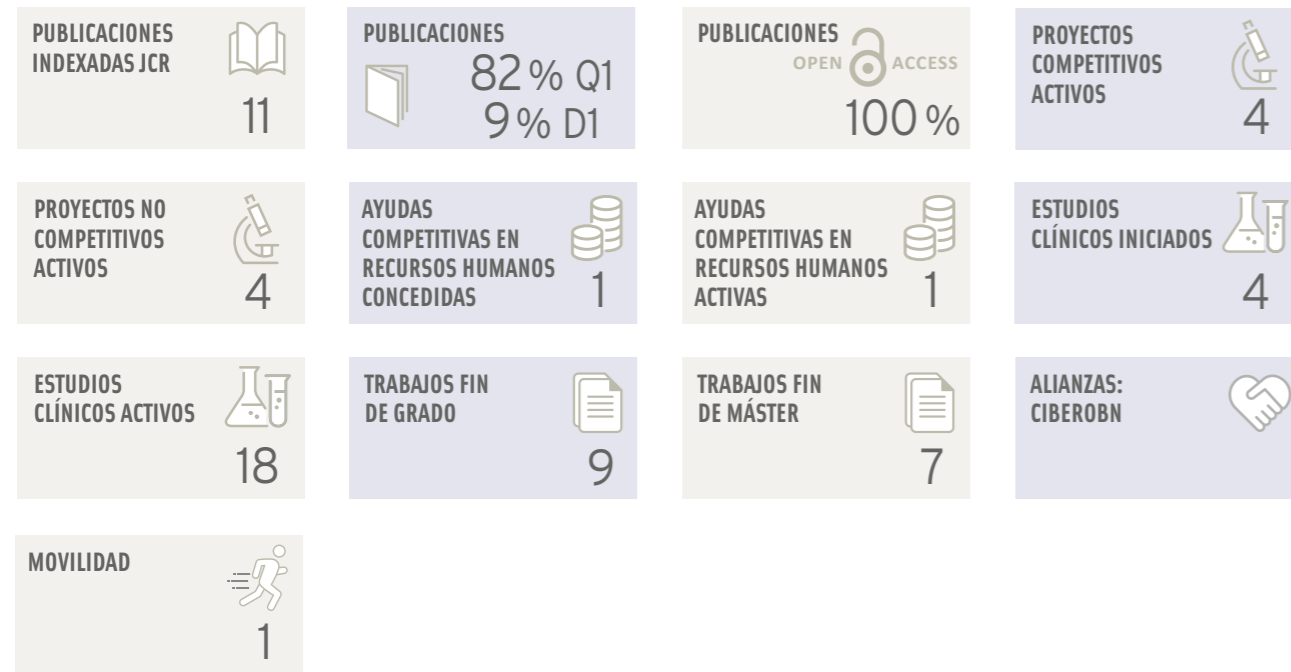 PUBLICACIONES
INDEXADAS JCR
11
PUBLICACIONES
82% Q1
9% D1
PUBLICACIONES
OPEN ACCESS
100%
PROYECTOS
COMPETITIVOS
ACTIVOS
4
PROYECTOS NO
COMPETITIVOS
ACTIVOS
4
AYUDAS
COMPETITIVAS EN
RECURSOS HUMANOS
CONCEDIDAS
1
AYUDAS
COMPETITIVAS EN
RECURSOS HUMANOS
ACTIVAS
1
ESTUDIOS
CLÍNICOS INICIADOS
4
ESTUDIOS
CLÍNICOS ACTIVOS
18
TRABAJOS FIN
DE GRADO
9
TRABAJOS FIN
DE MÁSTER
7
ALIANZAS:
CIBEROBN
MOVILIDAD
1